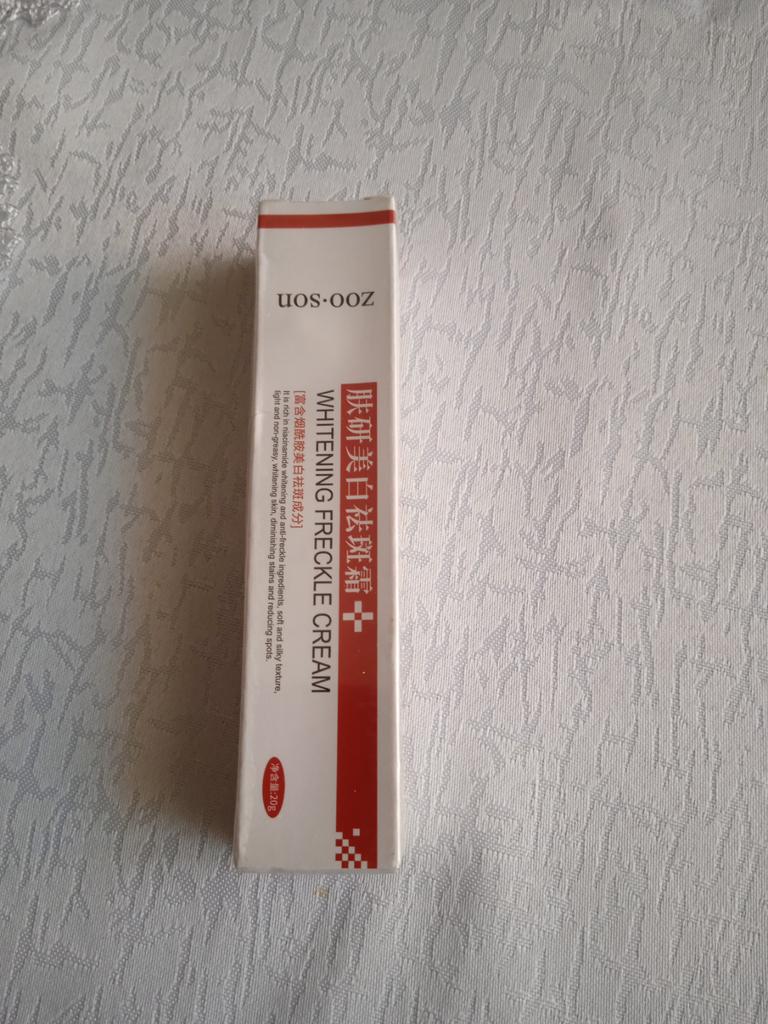 zoo·son
肤研美白祛斑霜
WHITENING FRECKLE CREAM
[富含烟酰胺美白祛斑成分]
It is rich in niacinamide whitening and anti-freckle ingredients, soft and silky texture,
light and non-greasy, whitening skin, diminishing stains and reducing spots.
净含量:20g